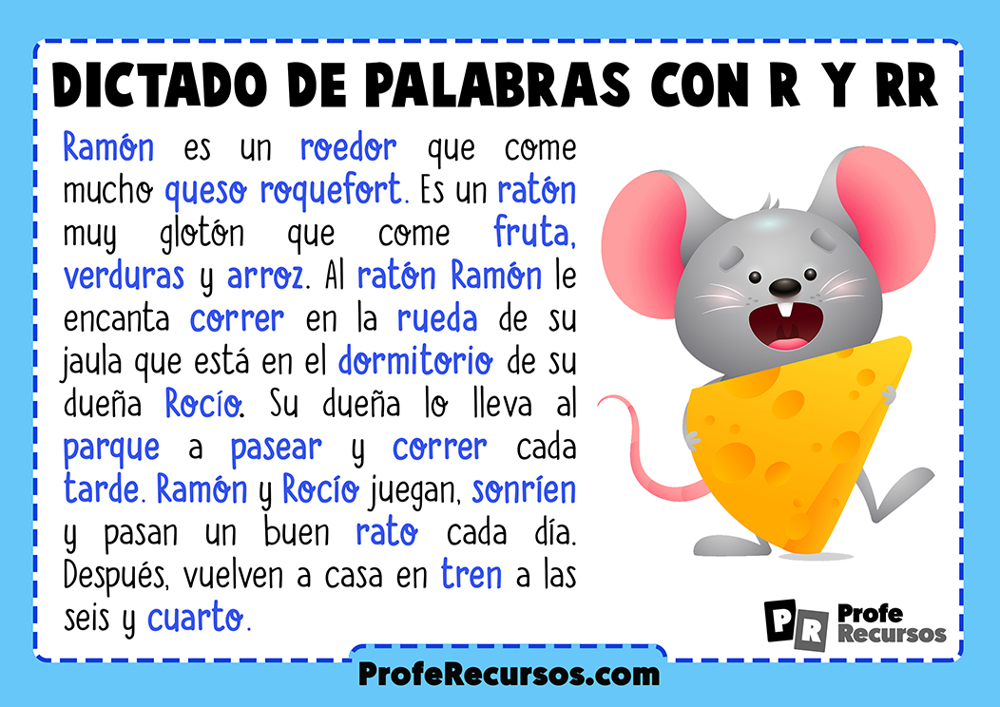 DICTADO DE PALABRAS CON R Y RR
Ramón es un roedor que come
mucho queso roquefort. Es un ratón
muy glotón que come fruta,
verduras y arroz. Al ratón Ramón le
encanta correr en la rueda de su
jaula que está en el dormitorio de su
dueña Rocío. Su dueña lo lleva al
parque a pasear y correr cada
tarde. Ramón y Rocío juegan, sonríen
y pasan un buen rato cada día.
Después, vuelven a casa en tren a las
seis y cuarto.
PR Profe
Recursos
ProfeRecursos.com